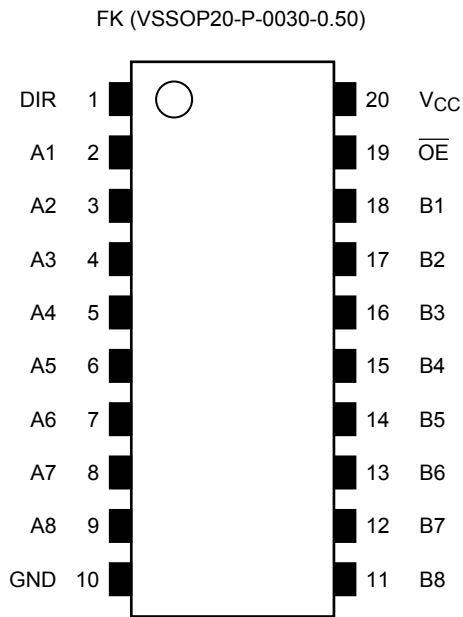 FK (VSSOP20-P-0030-0.50)
DIR 1 20 VCC
A1 2 19 O̅E̅
A2 3 18 B1
A3 4 17 B2
A4 5 16 B3
A5 6 15 B4
A6 7 14 B5
A7 8 13 B6
A8 9 12 B7
GND 10 11 B8